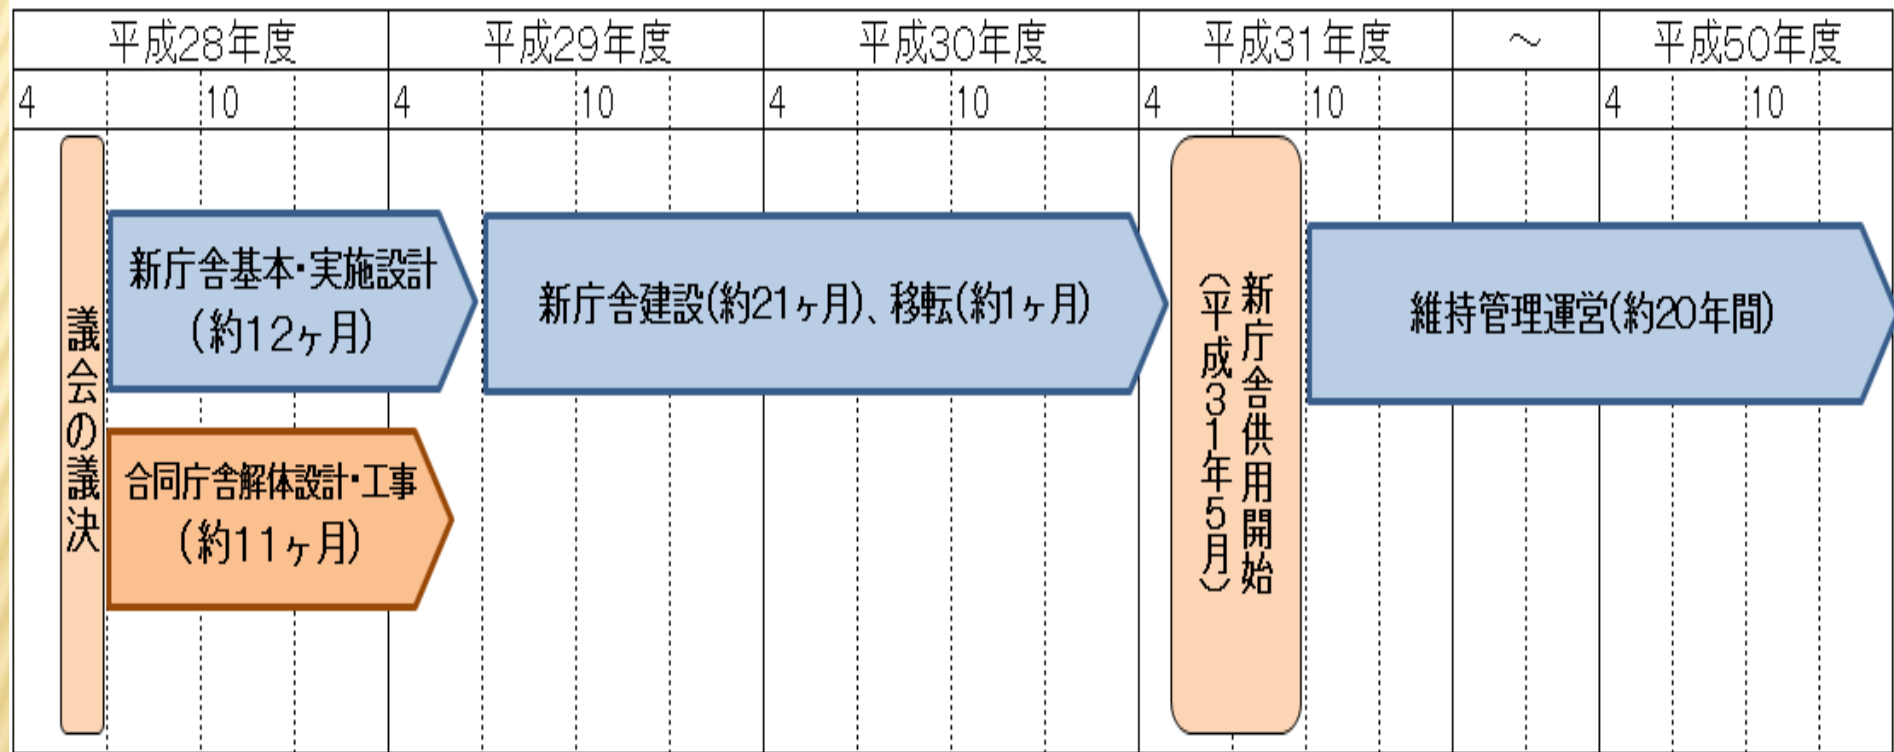 平成28年度 平成29年度 平成30年度 平成31年度 ～ 平成50年度
4 10 4 10 4 10 4 10 4 10
議会の議決
新庁舎基本・実施設計
(約12ヶ月)
合同庁舎解体設計・工事
(約11ヶ月)
新庁舎建設(約21ヶ月)、移転(約1ヶ月)
新庁舎供用開始
(平成31年5月)
維持管理運営(約20年間)